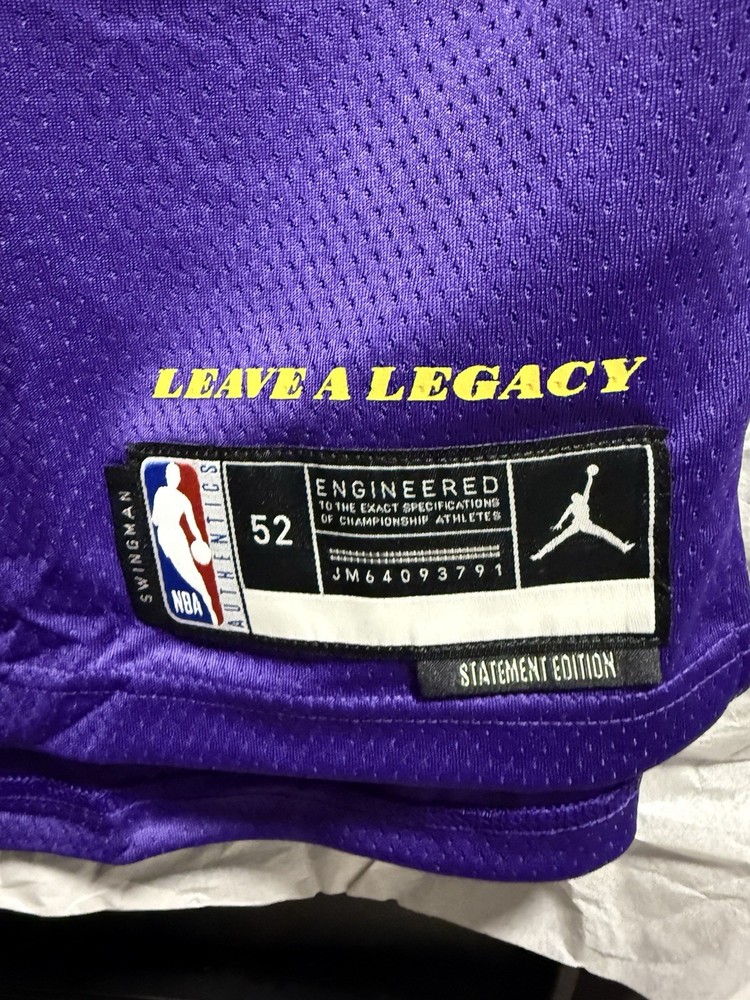 LEAVE A LEGACY
SWINGMAN
NBA
AUTHENTICS
52
ENGINEERED
TO THE EXACT SPECIFICATIONS
OF CHAMPIONSHIP ATHLETES
JM64093791
STATEMENT EDITION